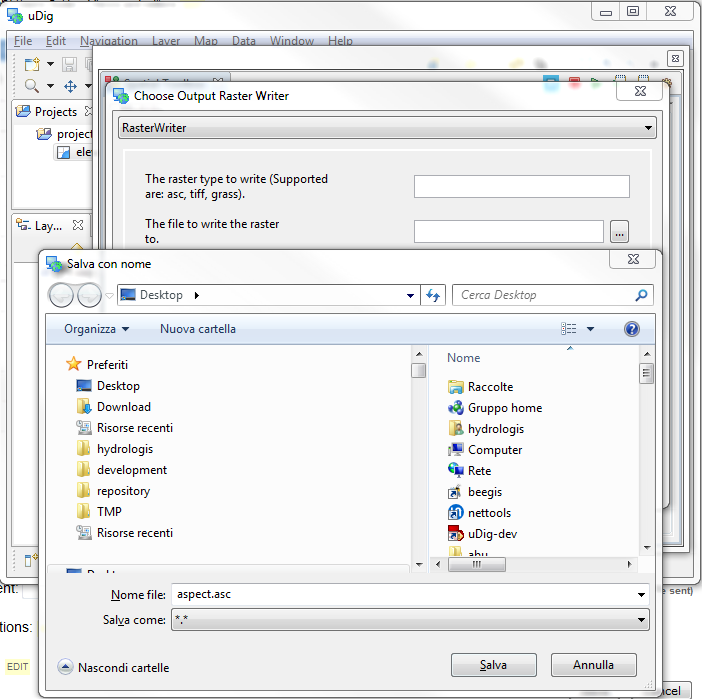 uDig
File Edit Navigation Layer Map Data Window Help
Choose Output Raster Writer
Projects
RasterWriter
project
The raster type to write (Supported
are: asc, tiff, grass).
Lay...
The file to write the raster
to.
...
Salva con nome
Desktop
Cerca Desktop
Organizza
Nuova cartella
Preferiti
Desktop
Download
Risorse recenti
hydrologis
development
repository
TMP
Risorse recenti
Nome
Raccolte
Gruppo home
hydrologis
Computer
Rete
beegis
nettools
uDig-dev
Nome file: aspect.asc
Salva come: *.*
sent)
tions:
EDIT
Nascondi cartelle
Salva
Annulla